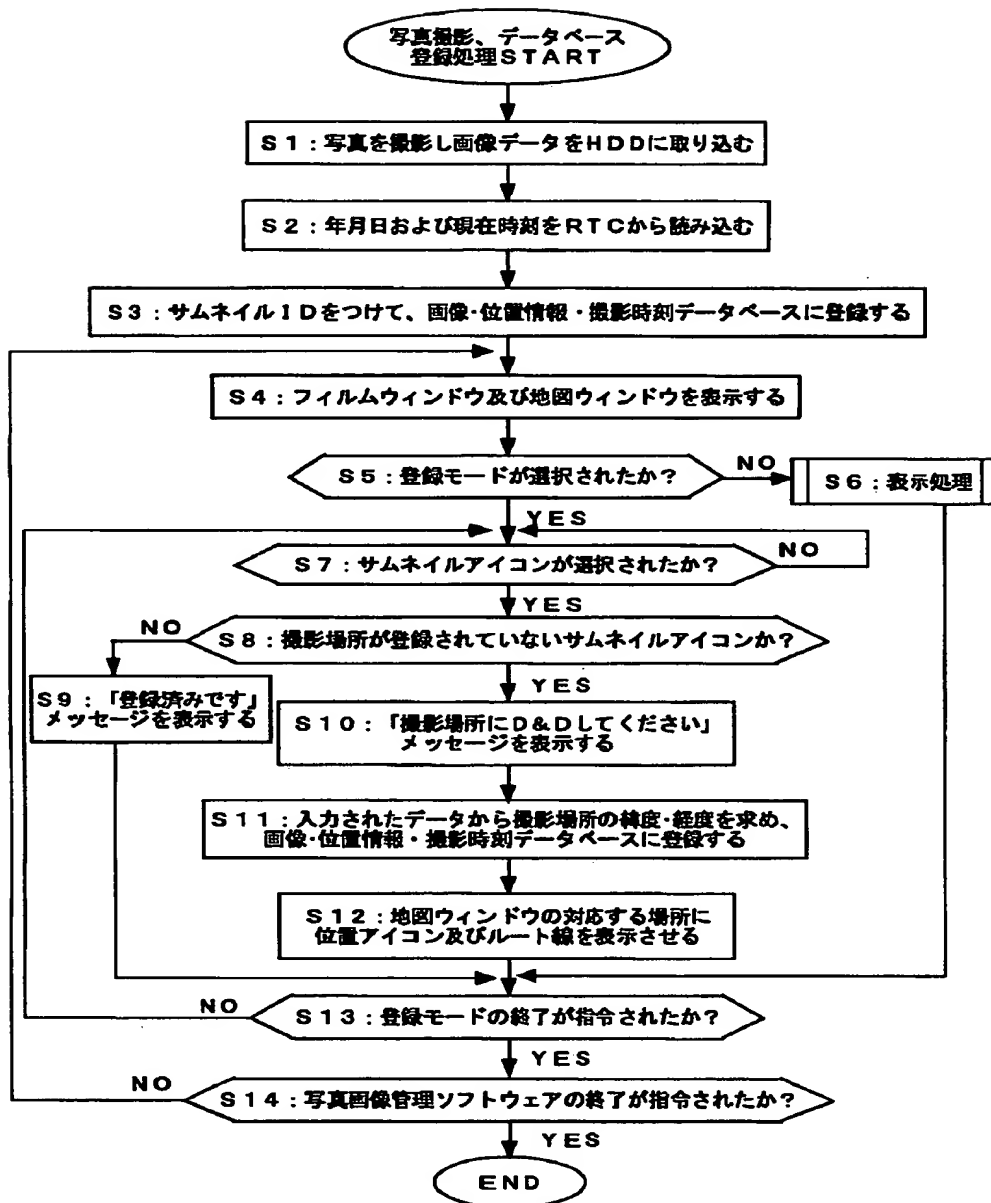 写真撮影、データベース
登録処理START
S1:写真を撮影し画像データをHDDに取り込む
S2:年月日および現在時刻をRTCから読み込む
S3:サムネイルIDをつけて、画像・位置情報・撮影時刻データベースに登録する
S4:フィルムウィンドウ及び地図ウィンドウを表示する
S5:登録モードが選択されたか?
NO
S6:表示処理
YES
S7:サムネイルアイコンが選択されたか?
NO
YES
S8:撮影場所が登録されていないサムネイルアイコンか?
NO
YES
S9:「登録済みです」
メッセージを表示する
S10:「撮影場所にD&Dしてください」
メッセージを表示する
S11:入力されたデータから撮影場所の緯度・経度を求め、
画像・位置情報・撮影時刻データベースに登録する
S12:地図ウィンドウの対応する場所に
位置アイコン及びルート線を表示させる
NO
S13:登録モードの終了が指令されたか?
YES
NO
S14:写真画像管理ソフトウェアの終了が指令されたか?
YES
END